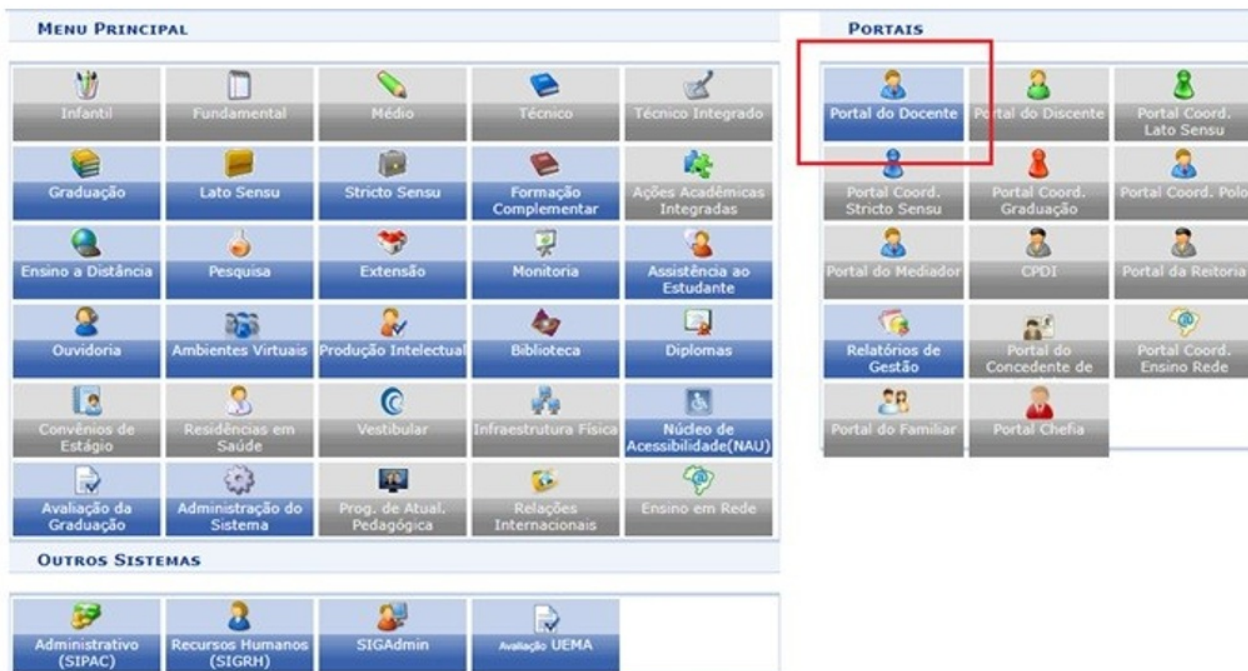 MENU PRINCIPAL
Infantil
Fundamental
Médio
Técnico
Técnico Integrado
Graduação
Lato Sensu
Stricto Sensu
Formação
Complementar
Ações Acadêmicas
Integradas
Ensino a Distância
Pesquisa
Extensão
Monitoria
Assistência ao
Estudante
Ouvidoria
Ambientes Virtuais
Produção Intelectual
Biblioteca
Diplomas
Convênios de
Estágio
Residências em
Saúde
Vestibular
Infraestrutura Física
Núcleo de
Acessibilidade(NAU)
Avaliação da
Graduação
Administração do
Sistema
Prog. de Atual.
Pedagógica
Relações
Internacionais
Ensino em Rede
OUTROS SISTEMAS
Administrativo
(SIPAC)
Recursos Humanos
(SIGRH)
SIGAdmin
Avaliação UEMA
PORTAIS
Portal do Docente
Portal do Discente
Portal Coord.
Lato Sensu
Portal Coord.
Stricto Sensu
Portal Coord.
Graduação
Portal Coord. Polo
Portal do Mediador
CPDI
Portal da Reitoria
Relatórios de
Gestão
Portal do
Concedente de
Portal Coord.
Ensino Rede
Portal do Familiar
Portal Chefia